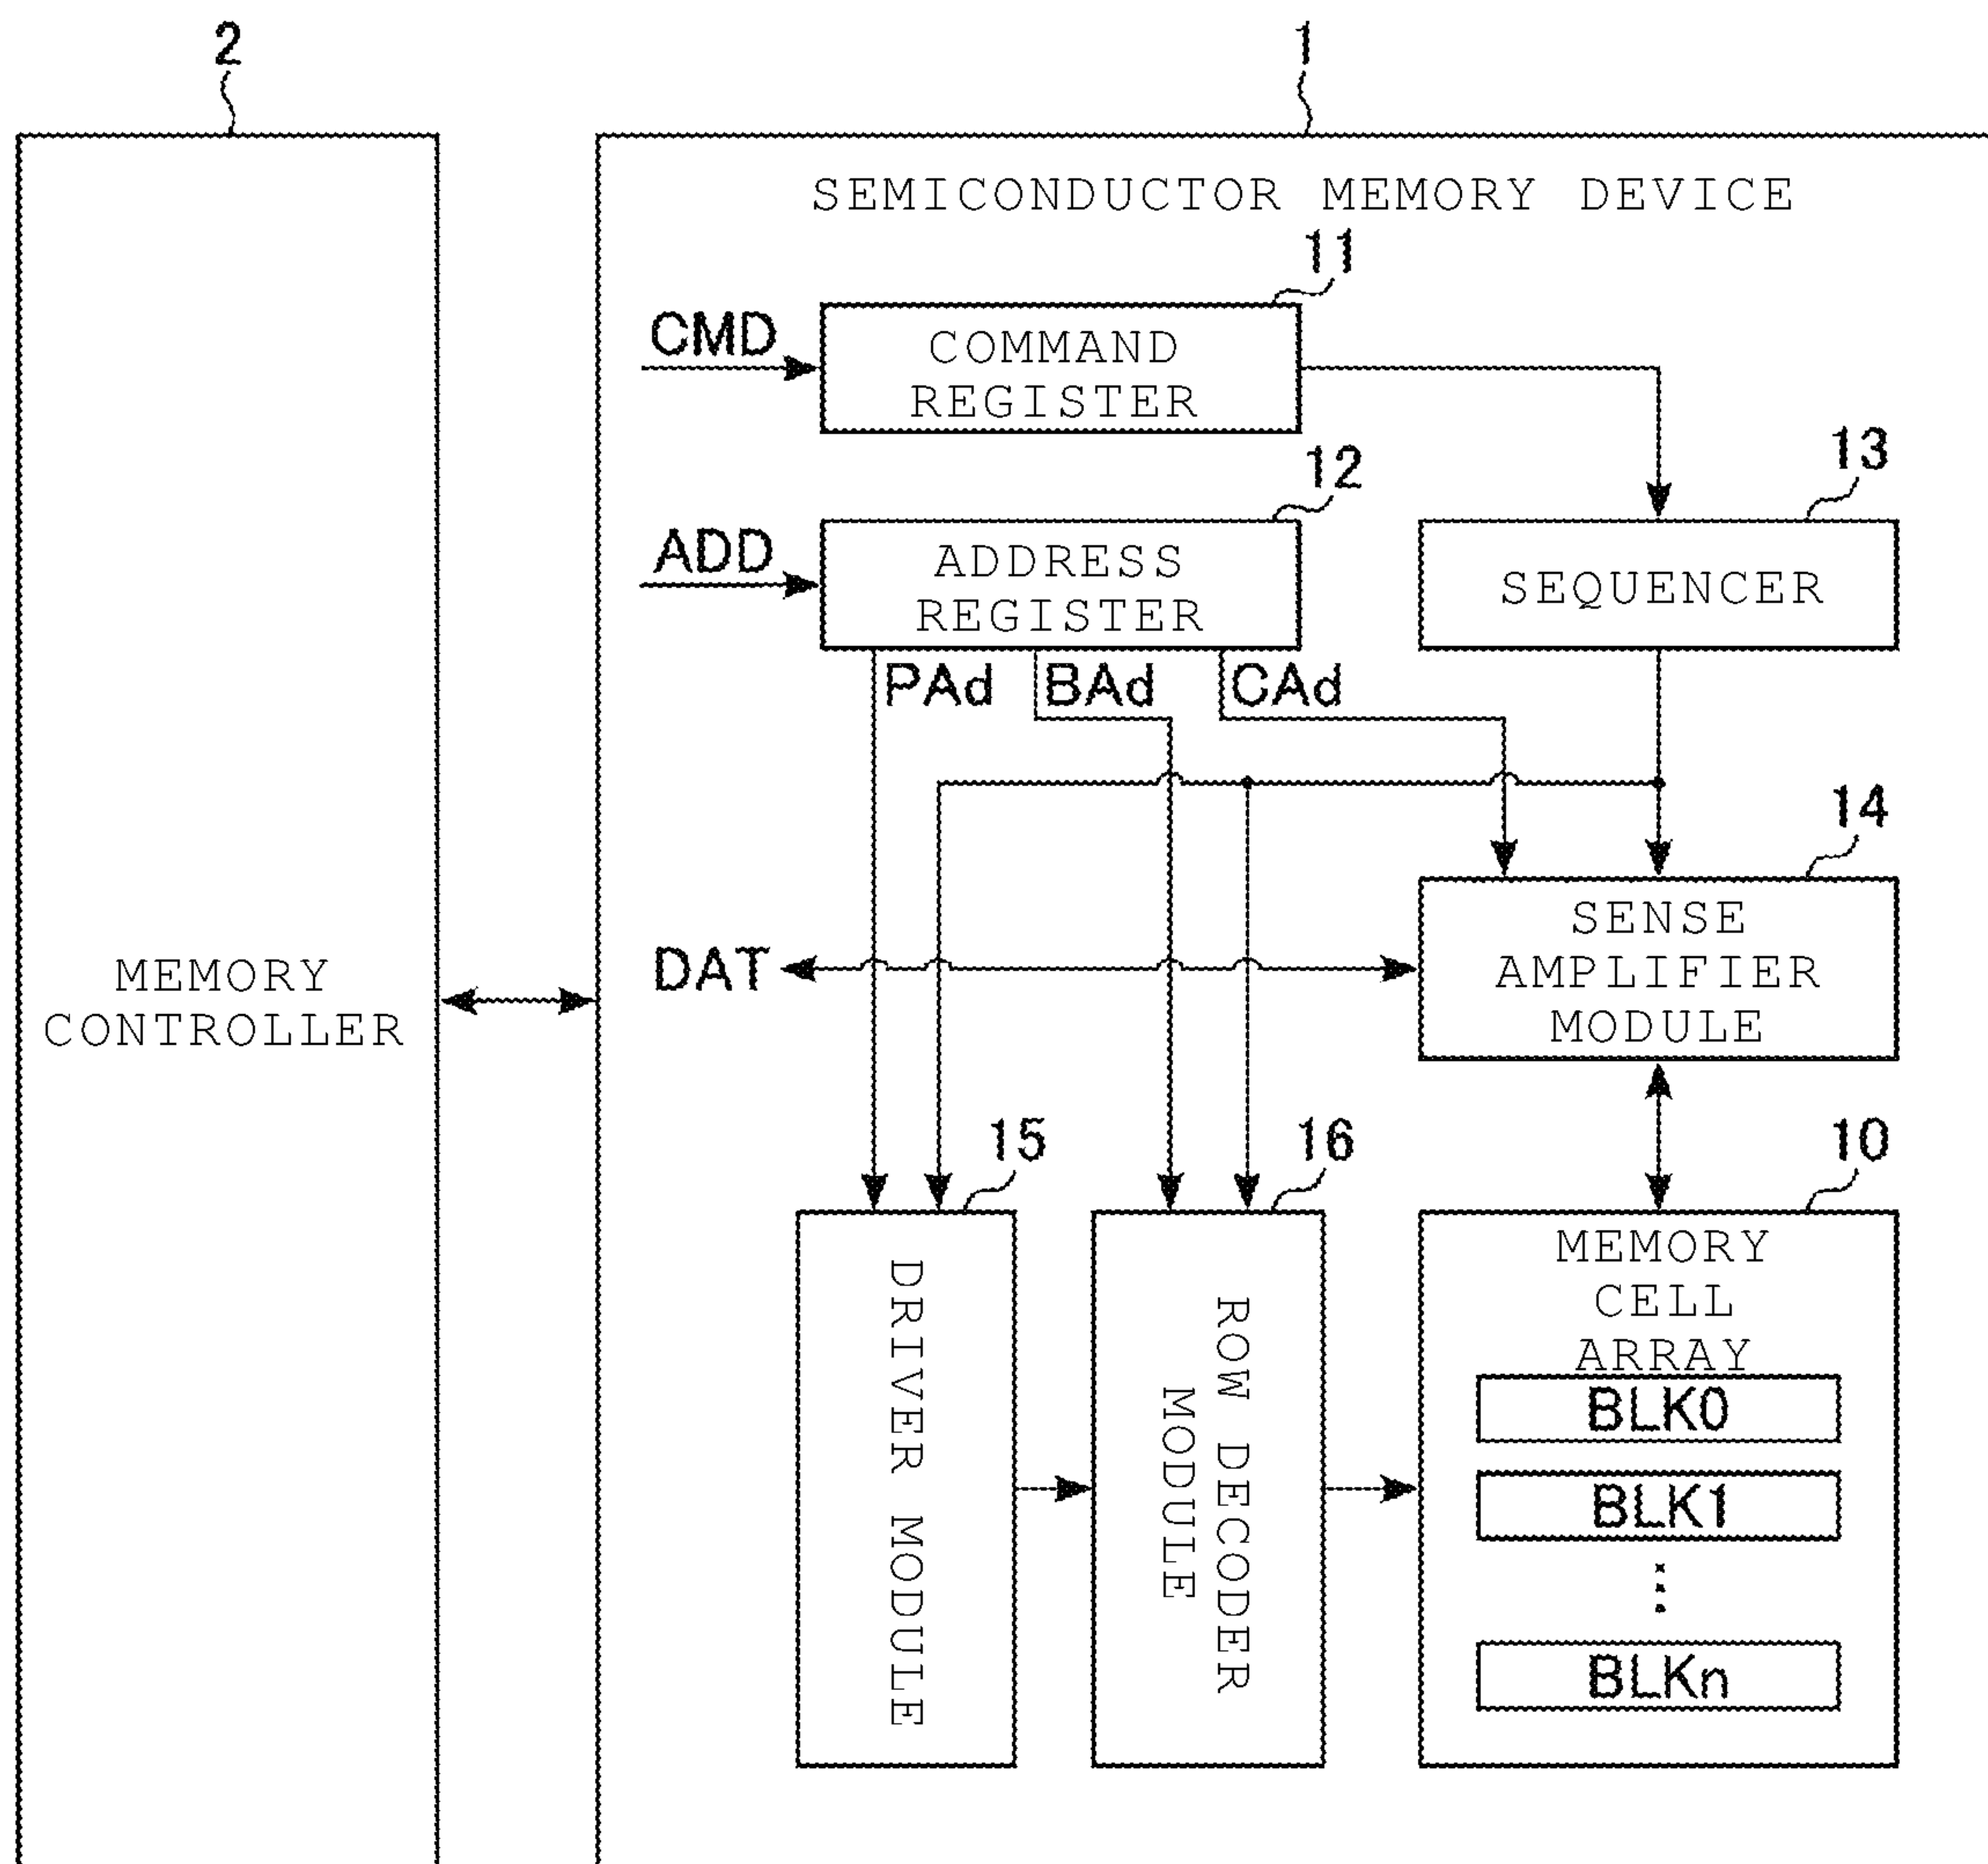 2
1
SEMICONDUCTOR MEMORY DEVICE
11
CMD
COMMAND
REGISTER
12
13
ADD
ADDRESS
REGISTER
SEQUENCER
PAd
BAd
CAd
14
DAT
SENSE
AMPLIFIER
MODULE
MEMORY
CONTROLLER
15
16
10
DRIVER MODULE
ROW DECODER
MODULE
MEMORY
CELL
ARRAY
BLK0
BLK1
⋮
BLKn